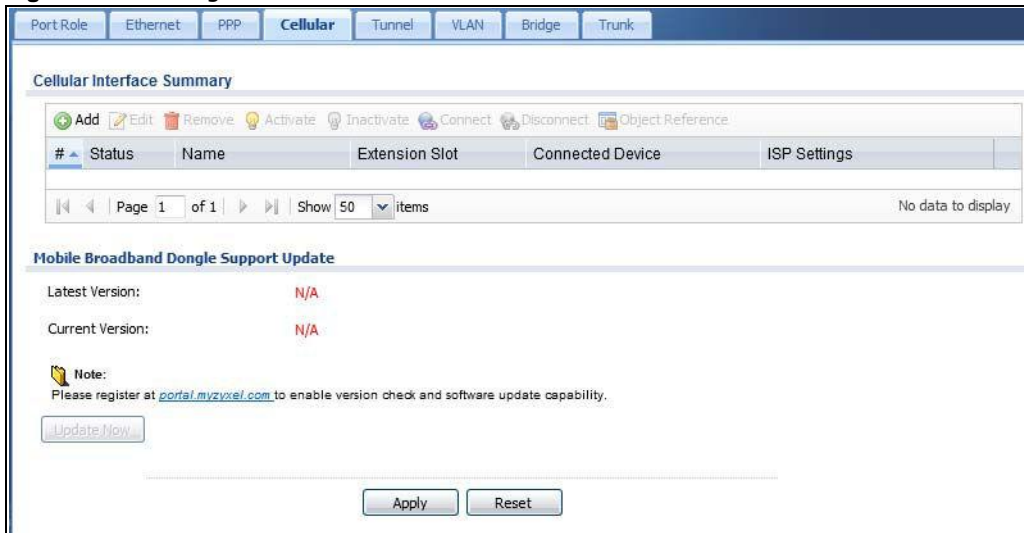 Port Role Ethernet PPP Cellular Tunnel VLAN Bridge Trunk
Cellular Interface Summary
Add Edit Remove Activate Inactivate Connect Disconnect Object Reference
# Status Name Extension Slot Connected Device ISP Settings
Page 1 of 1 Show 50 items No data to display
Mobile Broadband Dongle Support Update
Latest Version: N/A
Current Version: N/A
Note:
Please register at portal.myzyxel.com to enable version check and software update capability.
Update Now
Apply Reset